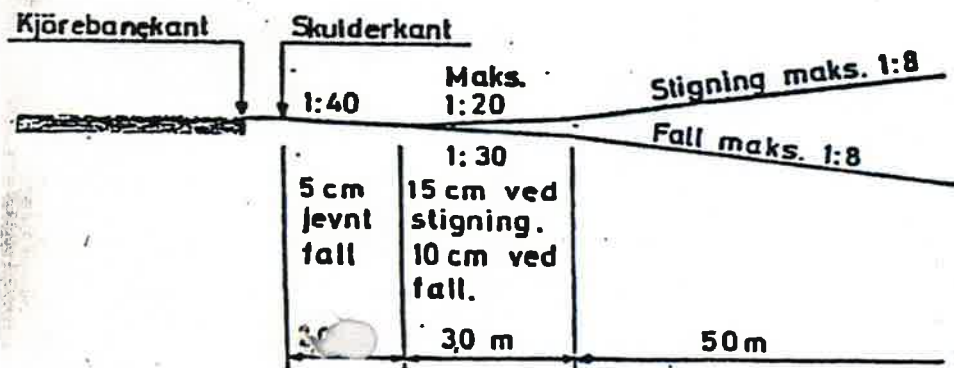 Kjörebanekant
Skulderkant
1:40
Maks.
1:20
Stigning maks. 1:8
1:30
Fall maks. 1:8
5 cm
jevnt
fall
15 cm ved
stigning.
10 cm ved
fall.
3,0 m
50 m